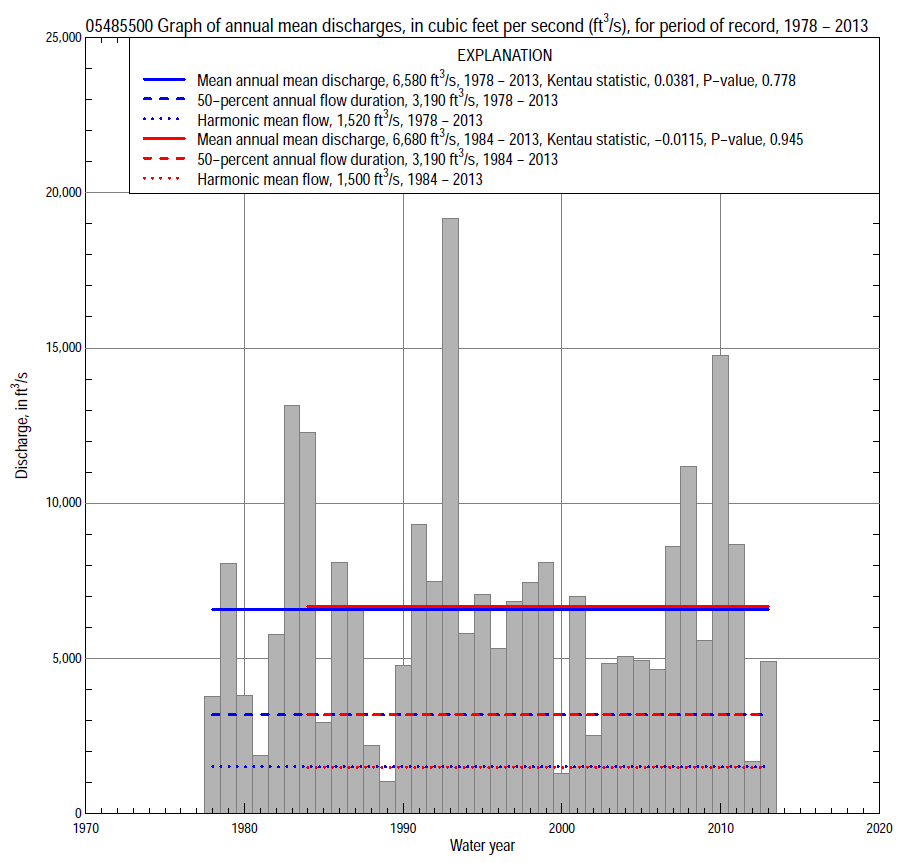 05485500 Graph of annual mean discharges, in cubic feet per second (ft³/s), for period of record, 1978 – 2013
25,000
EXPLANATION
Mean annual mean discharge, 6,580 ft³/s, 1978 – 2013, Kentau statistic, 0.0381, P–value, 0.778
50–percent annual flow duration, 3,190 ft³/s, 1978 – 2013
Harmonic mean flow, 1,520 ft³/s, 1978 – 2013
Mean annual mean discharge, 6,680 ft³/s, 1984 – 2013, Kentau statistic, –0.0115, P–value, 0.945
50–percent annual flow duration, 3,190 ft³/s, 1984 – 2013
Harmonic mean flow, 1,500 ft³/s, 1984 – 2013
20,000
15,000
Discharge, in ft³/s
10,000
5,000
0
1970 1980 1990 2000 2010 2020
Water year